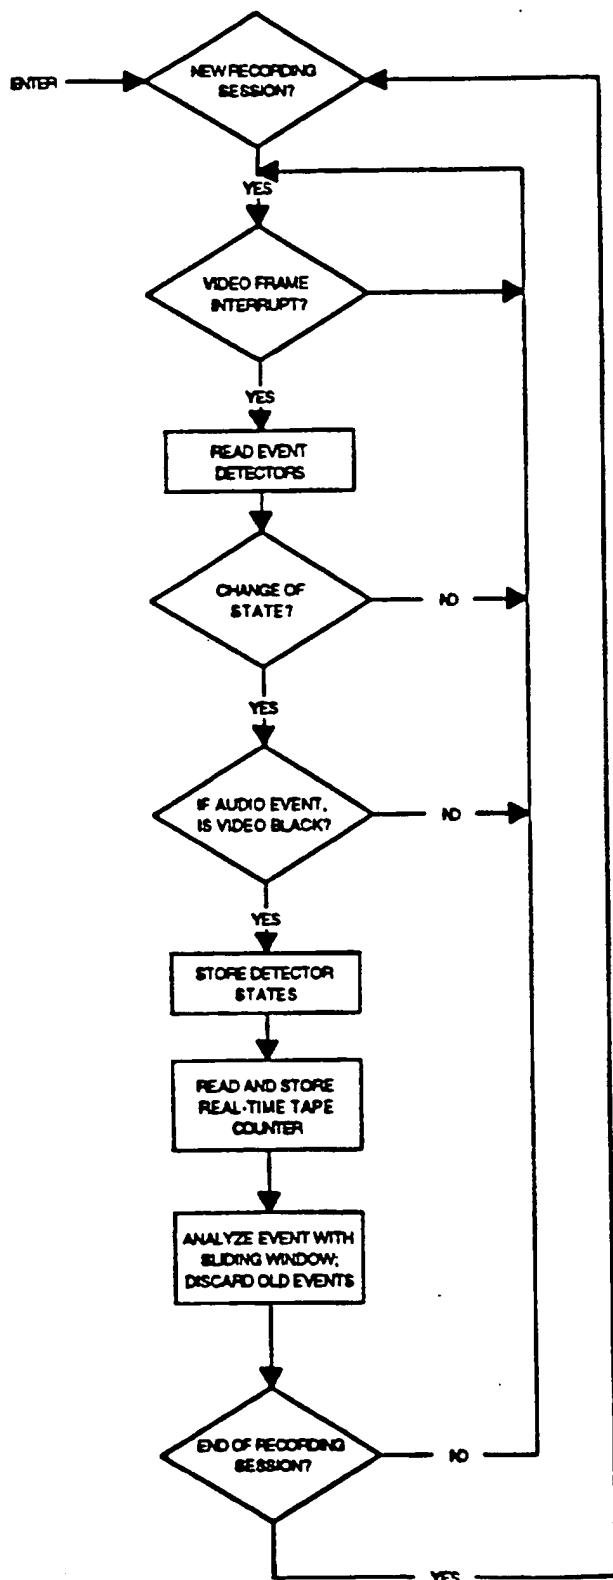 NEW RECORDING
SESSION?
ENTER
YES
VIDEO FRAME
INTERRUPT?
YES
READ EVENT
DETECTORS
CHANGE OF
STATE?
NO
YES
IF AUDIO EVENT,
IS VIDEO BLACK?
NO
YES
STORE DETECTOR
STATES
READ AND STORE
REAL-TIME TAPE
COUNTER
ANALYZE EVENT WITH
SLIDING WINDOW;
DISCARD OLD EVENTS
END OF RECORDING
SESSION?
NO
YES